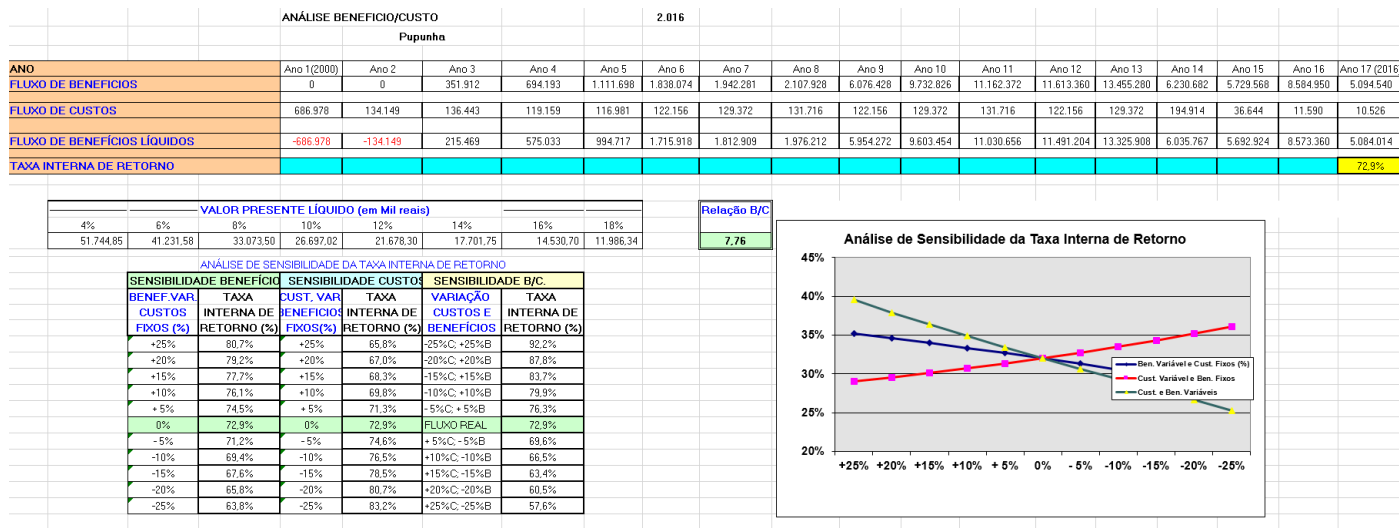 ANÁLISE BENEFICIO/CUSTO 2.016
Pupunha
ANO Ano 1(2000) Ano 2 Ano 3 Ano 4 Ano 5 Ano 6 Ano 7 Ano 8 Ano 9 Ano 10 Ano 11 Ano 12 Ano 13 Ano 14 Ano 15 Ano 16 Ano 17 (2016
FLUXO DE BENEFICIOS 0 0 351.912 694.193 1.111.698 1.838.074 1.942.281 2.107.928 6.076.428 9.732.826 11.162.372 11.613.360 13.455.280 6.230.682 5.729.568 8.584.950 5.094.540
FLUXO DE CUSTOS 686.978 134.149 136.443 119.159 116.981 122.156 129.372 131.716 122.156 129.372 131.716 122.156 129.372 194.914 36.644 11.590 10.526
FLUXO DE BENEFÍCIOS LÍQUIDOS -686.978 -134.149 215.469 575.033 994.717 1.715.918 1.812.909 1.976.212 5.954.272 9.603.454 11.030.656 11.491.204 13.325.908 6.035.767 5.692.924 8.573.360 5.084.014
TAXA INTERNA DE RETORNO 72,9%
VALOR PRESENTE LÍQUIDO (em Mil reais) Relação B/C
4% 6% 8% 10% 12% 14% 16% 18%
51.744,85 41.231,58 33.073,50 26.697,02 21.678,30 17.701,75 14.530,70 11.986,34 7,76
ANÁLISE DE SENSIBILIDADE DA TAXA INTERNA DE RETORNO
SENSIBILIDADE BENEFÍCIO SENSIBILIDADE CUSTOS SENSIBILIDADE B/C.
BENEF.VAR. TAXA CUST, VAR TAXA VARIAÇÃO TAXA
CUSTOS INTERNA DE BENEFICIOS INTERNA DE CUSTOS E INTERNA DE
FIXOS (%) RETORNO (%) FIXOS(%) RETORNO (%) BENEFÍCIOS RETORNO (%)
+25% 80,7% +25% 65,8% -25%C; +25%B 92,2%
+20% 79,2% +20% 67,0% -20%C; +20%B 87,8%
+15% 77,7% +15% 68,3% -15%C; +15%B 83,7%
+10% 76,1% +10% 69,8% -10%C; +10%B 79,9%
+ 5% 74,5% + 5% 71,3% - 5%C; + 5%B 76,3%
0% 72,9% 0% 72,9% FLUXO REAL 72,9%
- 5% 71,2% - 5% 74,6% + 5%C; - 5%B 69,6%
-10% 69,4% -10% 76,5% +10%C; -10%B 66,5%
-15% 67,6% -15% 78,5% +15%C; -15%B 63,4%
-20% 65,8% -20% 80,7% +20%C; -20%B 60,5%
-25% 63,8% -25% 83,2% +25%C; -25%B 57,6%
Análise de Sensibilidade da Taxa Interna de Retorno
45%
40%
35%
30%
25%
20%
+25% +20% +15% +10% + 5% 0% - 5% -10% -15% -20% -25%
Ben. Variável e Cust. Fixos (%)
Cust. Variável e Ben. Fixos
Cust. e Ben. Variáveis